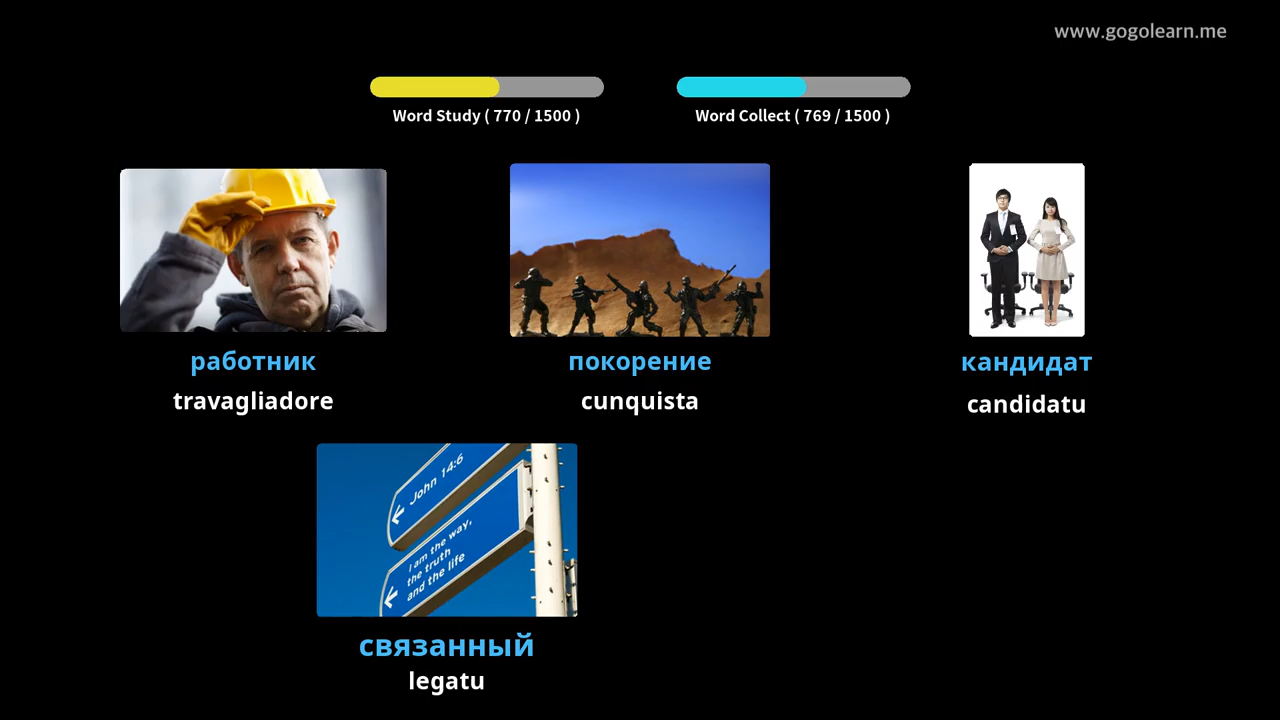 www.gogolearn.me
Word Study ( 770 / 1500 )
Word Collect ( 769 / 1500 )
работник
покорение
кандидат
travagliadore
cunquista
candidatu
John 14:6
I am the way,
the truth
and the life
связанный
legatu